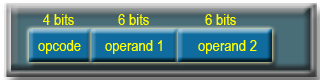 4 bits 6 bits 6 bits
opcode operand 1 operand 2